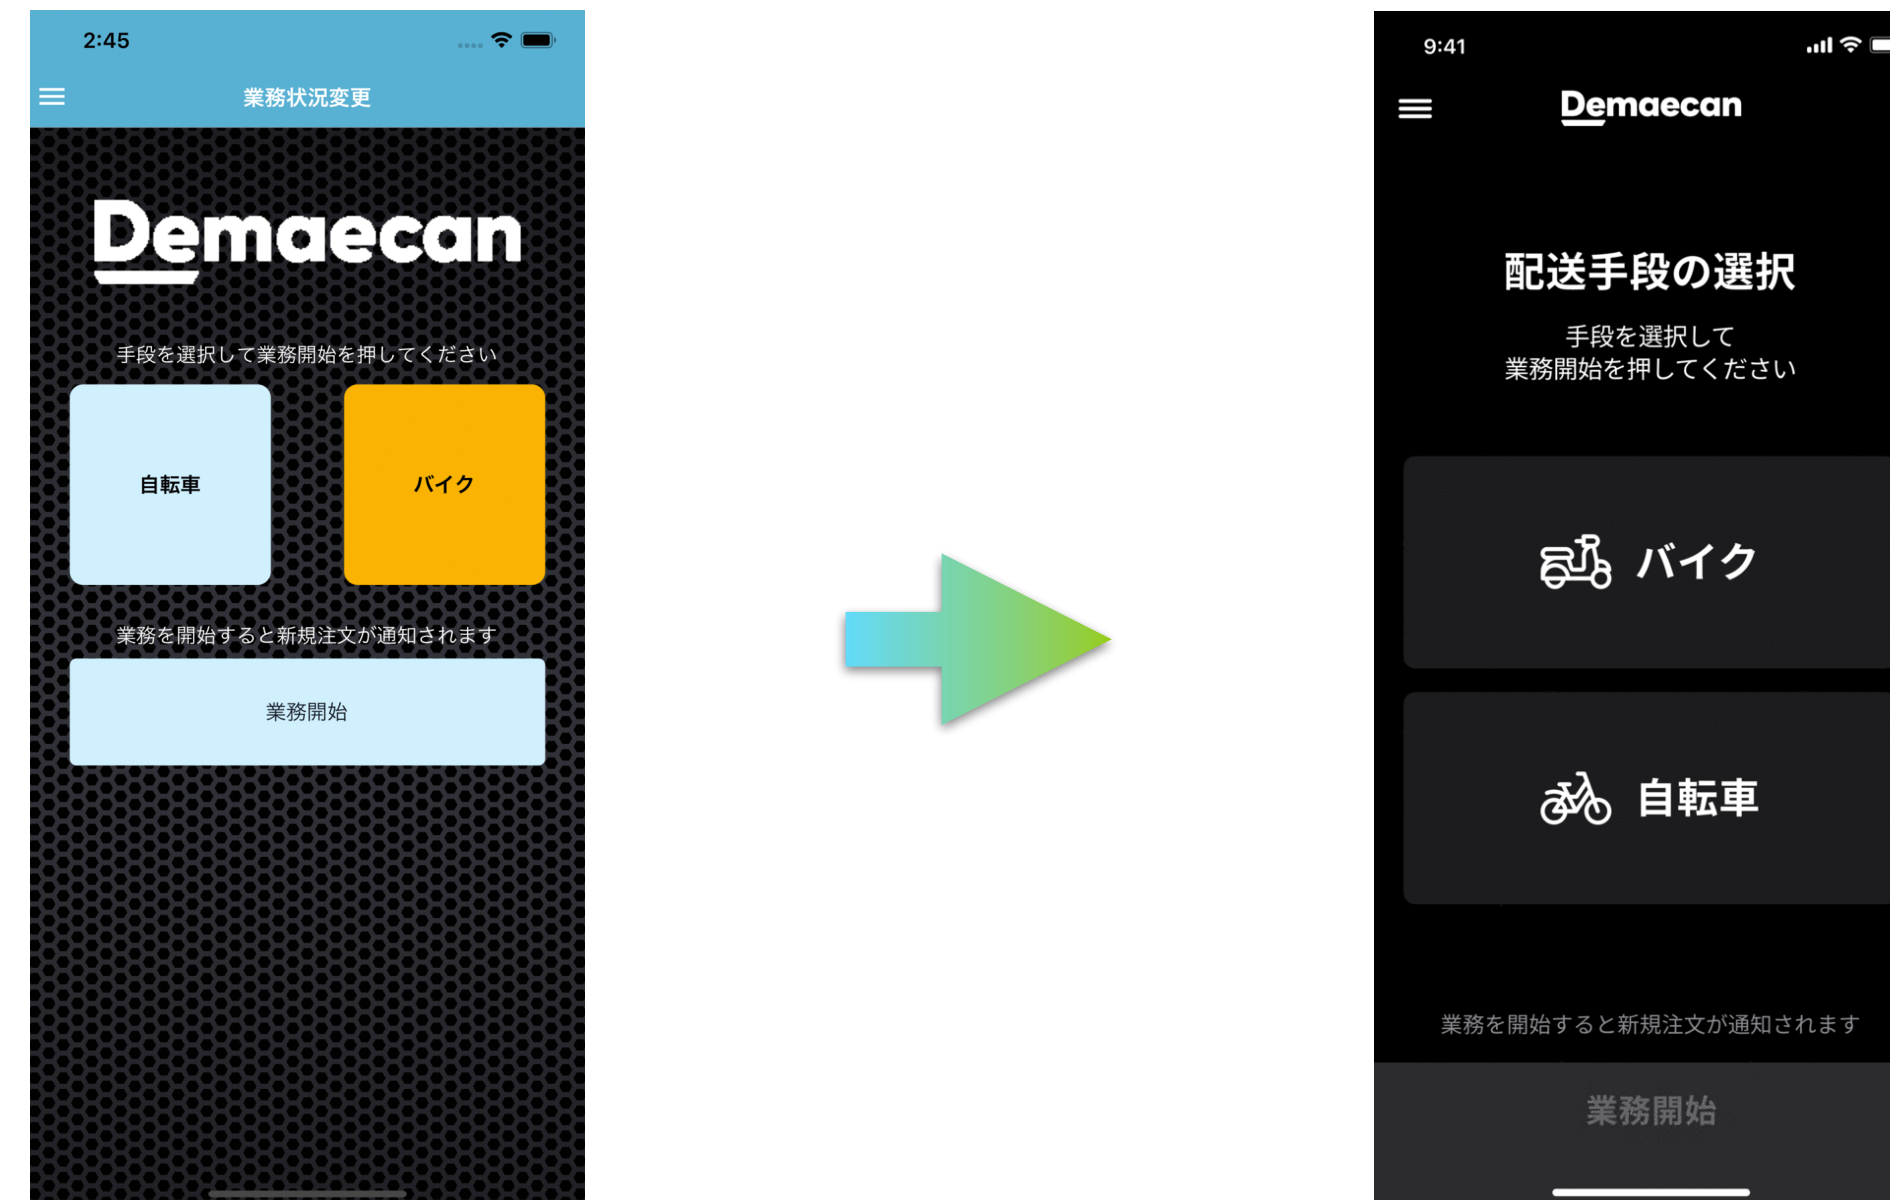 2:45
業務状況変更
Demaecan
手段を選択して業務開始を押してください
自転車
バイク
業務を開始すると新規注文が通知されます
業務開始
9:41
Demaecan
配送手段の選択
手段を選択して
業務開始を押してください
バイク
自転車
業務を開始すると新規注文が通知されます
業務開始